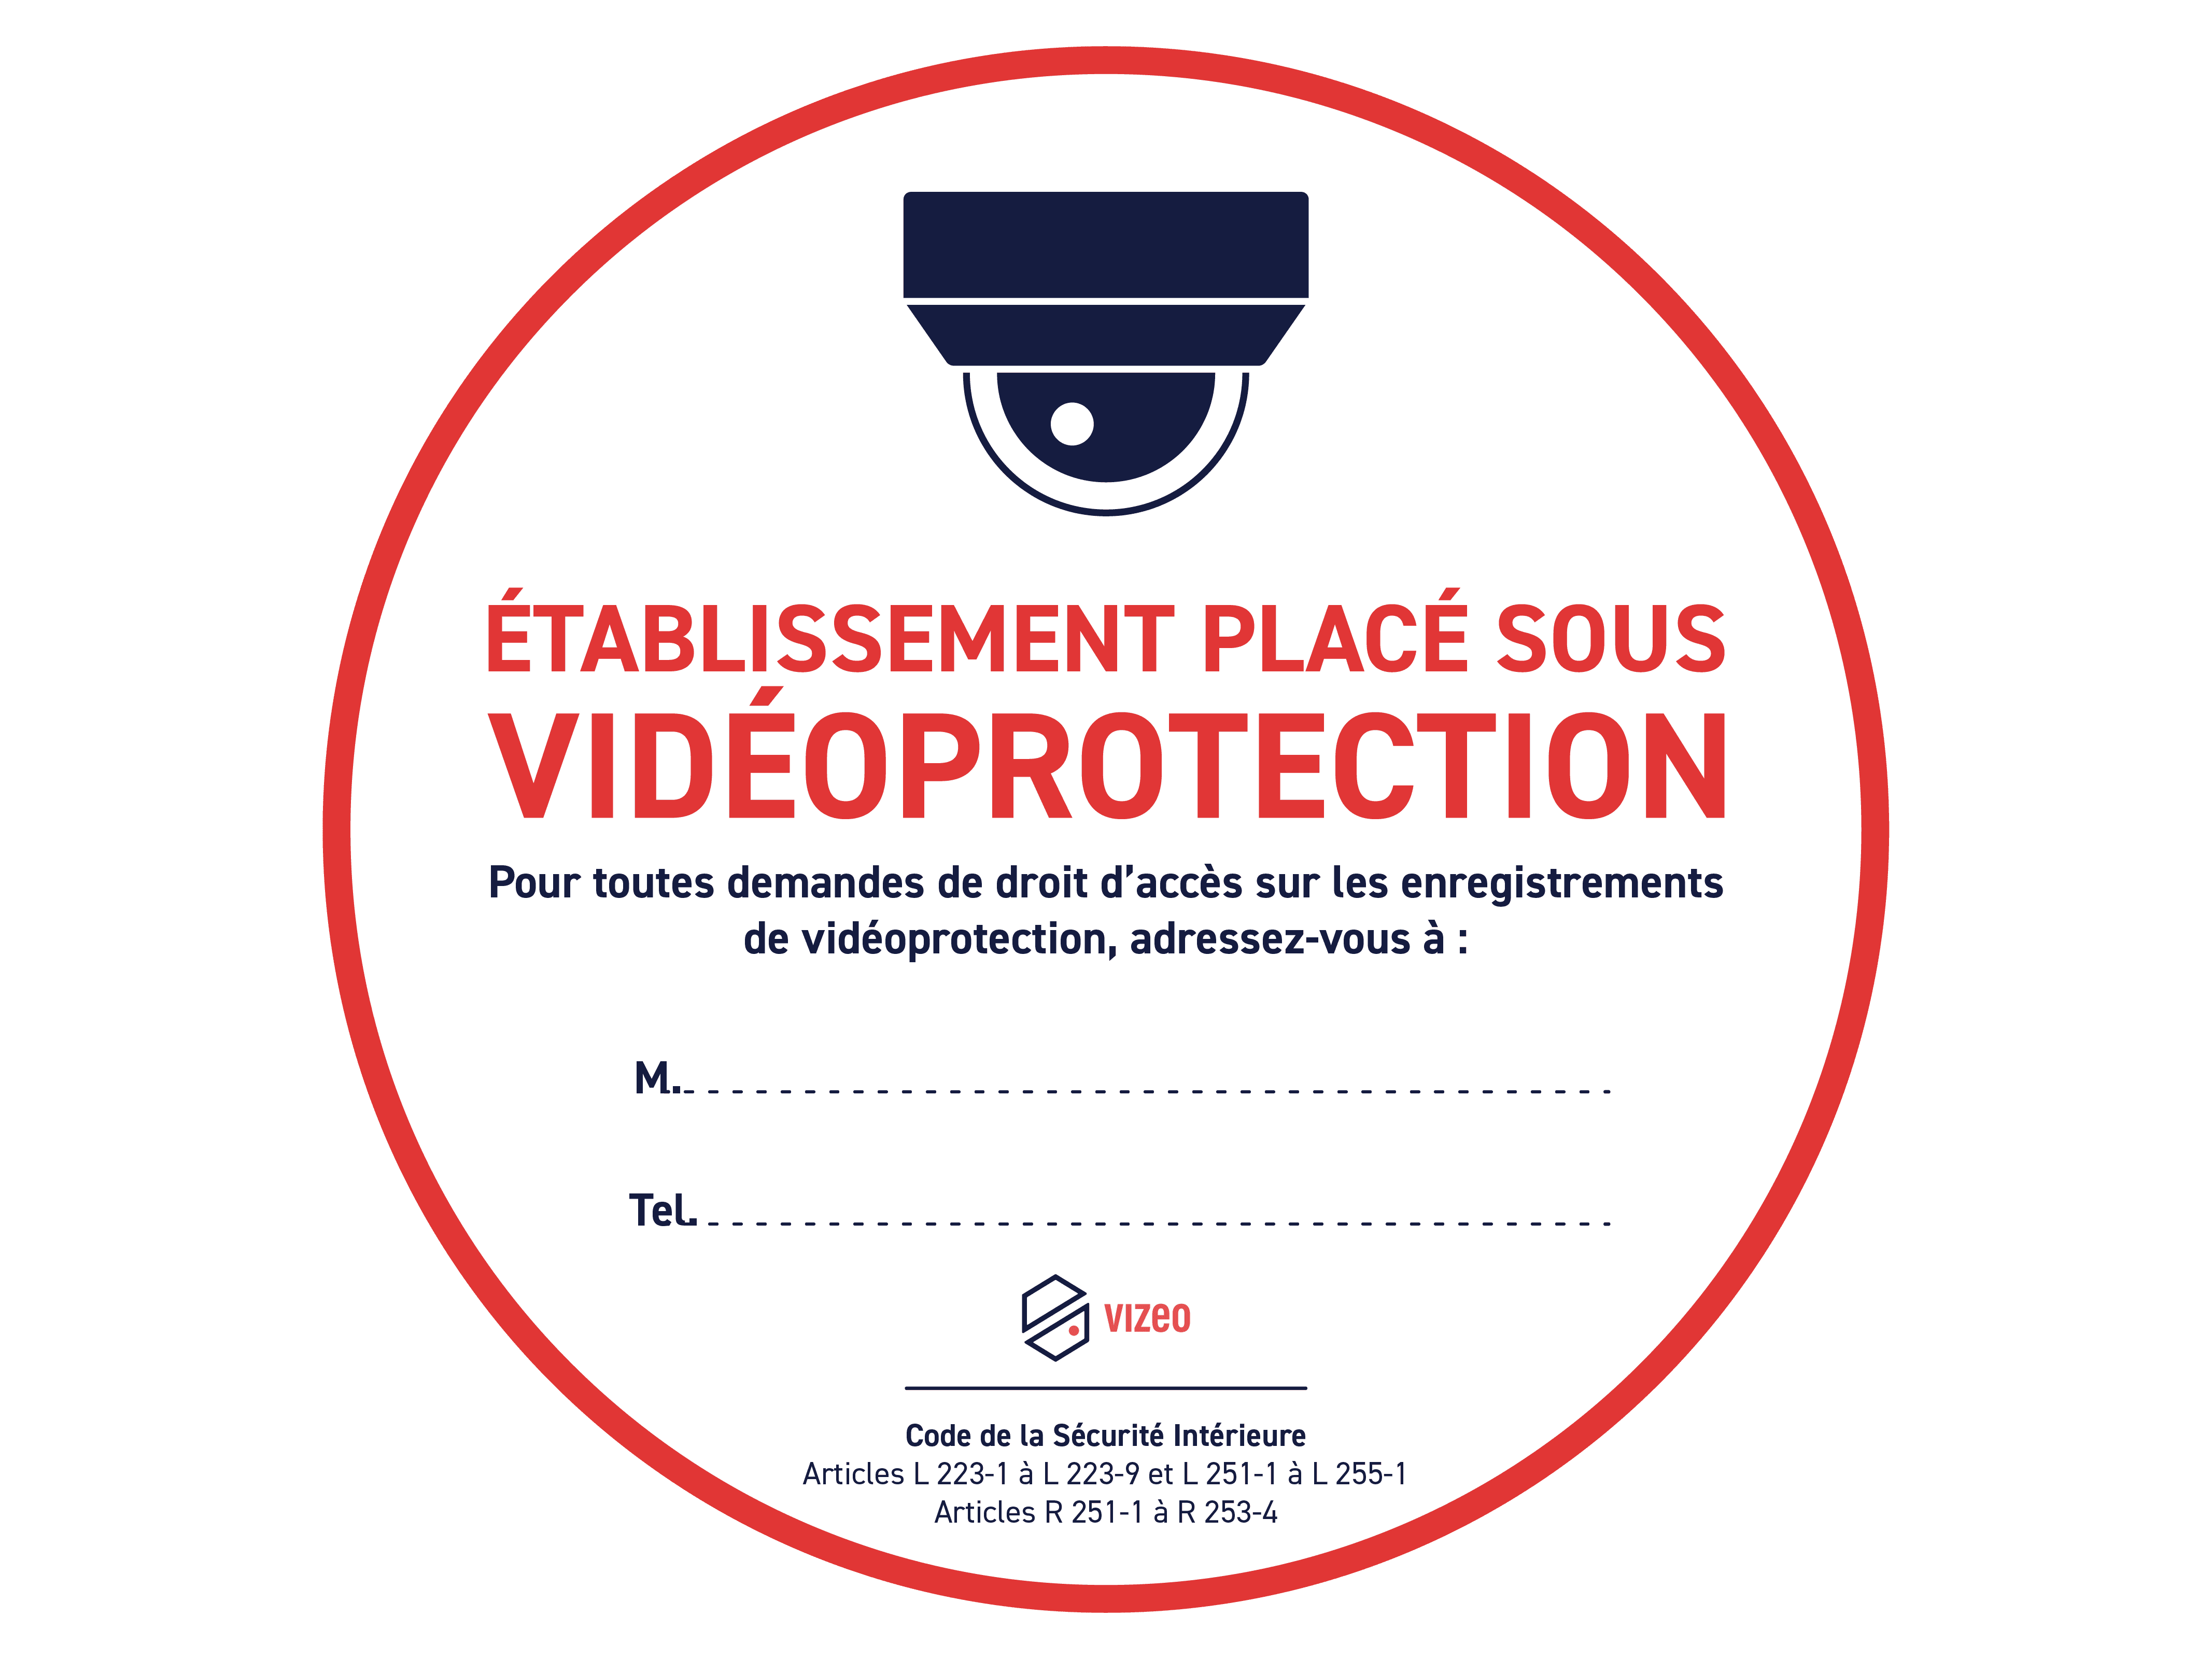 ÉTABLISSEMENT PLACÉ SOUS
VIDÉOPROTECTION
Pour toutes demandes de droit d’accès sur les enregistrements
de vidéoprotection, adressez-vous à :
M.
Tel.
vizeo
Code de la Sécurité Intérieure
Articles L 223-1 à L 223-9 et L 251-1 à L 255-1
Articles R 251-1 à R 253-4